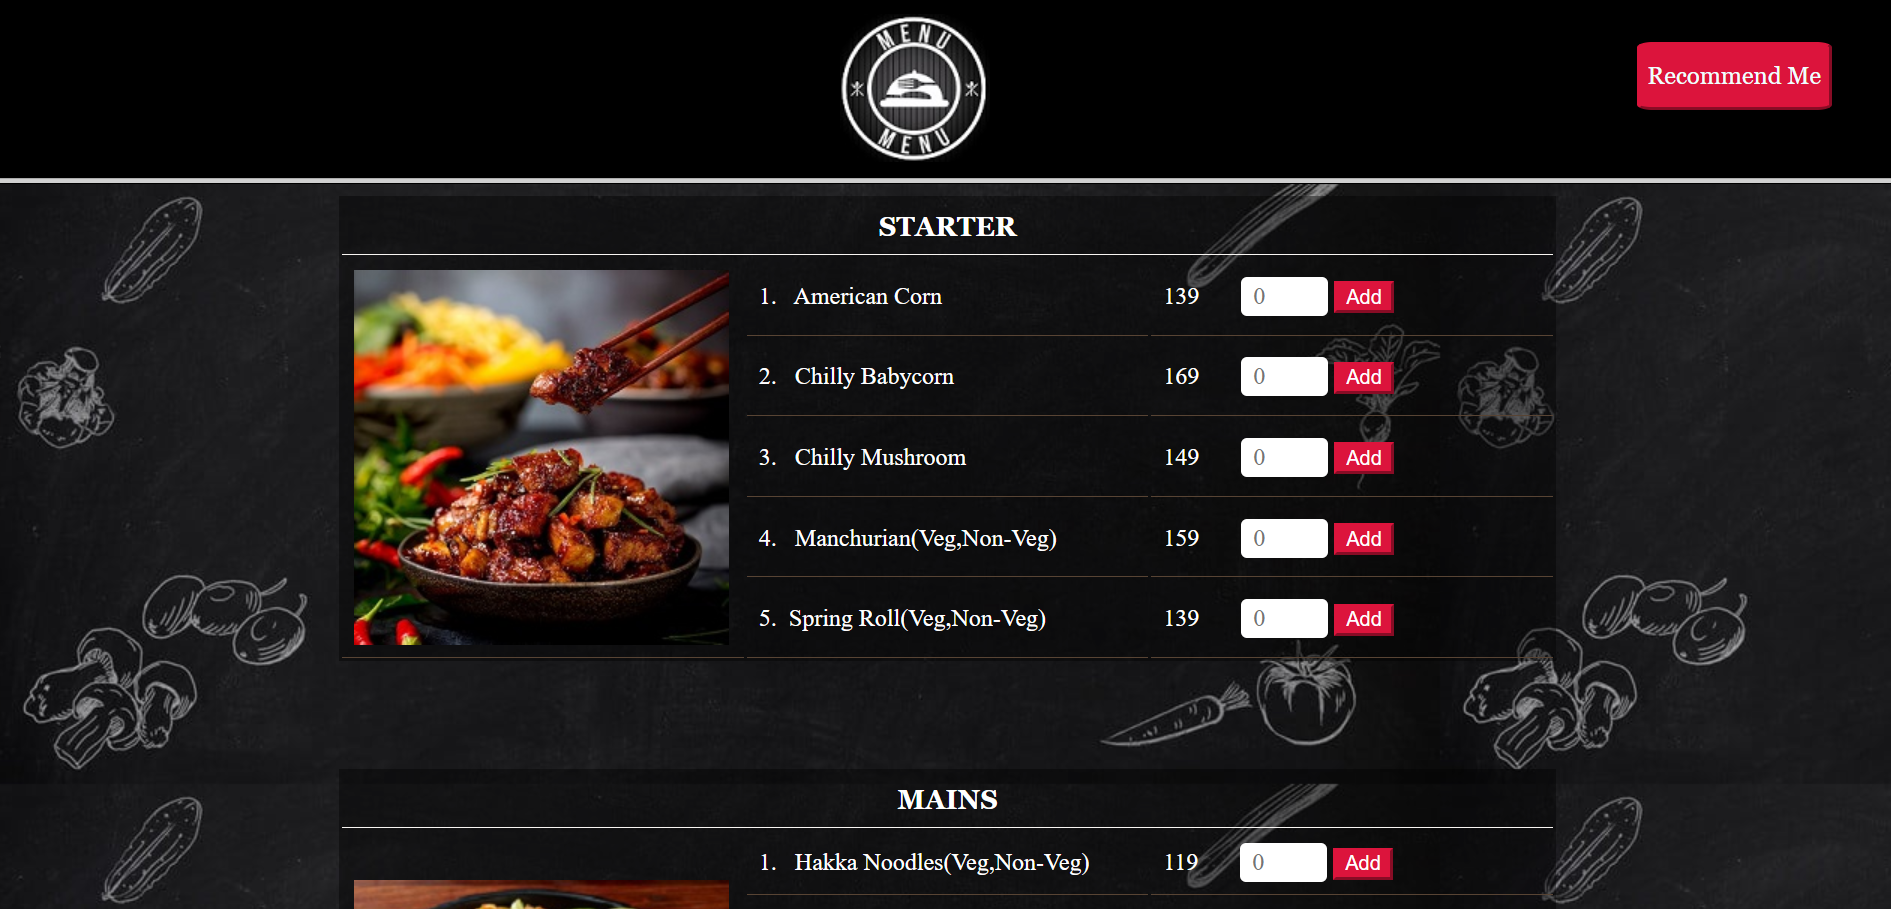 MENU
MENU
Recommend Me
STARTER
1. American Corn 139 0 Add
2. Chilly Babycorn 169 0 Add
3. Chilly Mushroom 149 0 Add
4. Manchurian(Veg,Non-Veg) 159 0 Add
5. Spring Roll(Veg,Non-Veg) 139 0 Add
MAINS
1. Hakka Noodles(Veg,Non-Veg) 119 0 Add